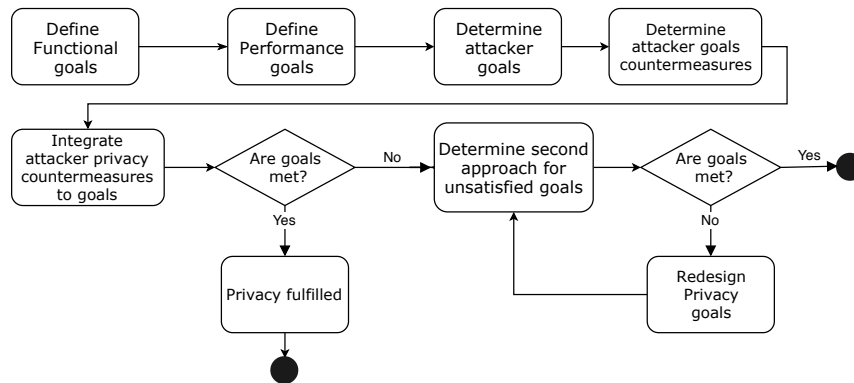 Define
Functional
goals
Define
Performance
goals
Determine
attacker
goals
Determine
attacker goals
countermeasures
Integrate
attacker privacy
countermeasures
to goals
Are goals
met?
No
Determine second
approach for
unsatisfied goals
Are goals
met?
Yes
Yes
No
Privacy fulfilled
Redesign
Privacy
goals